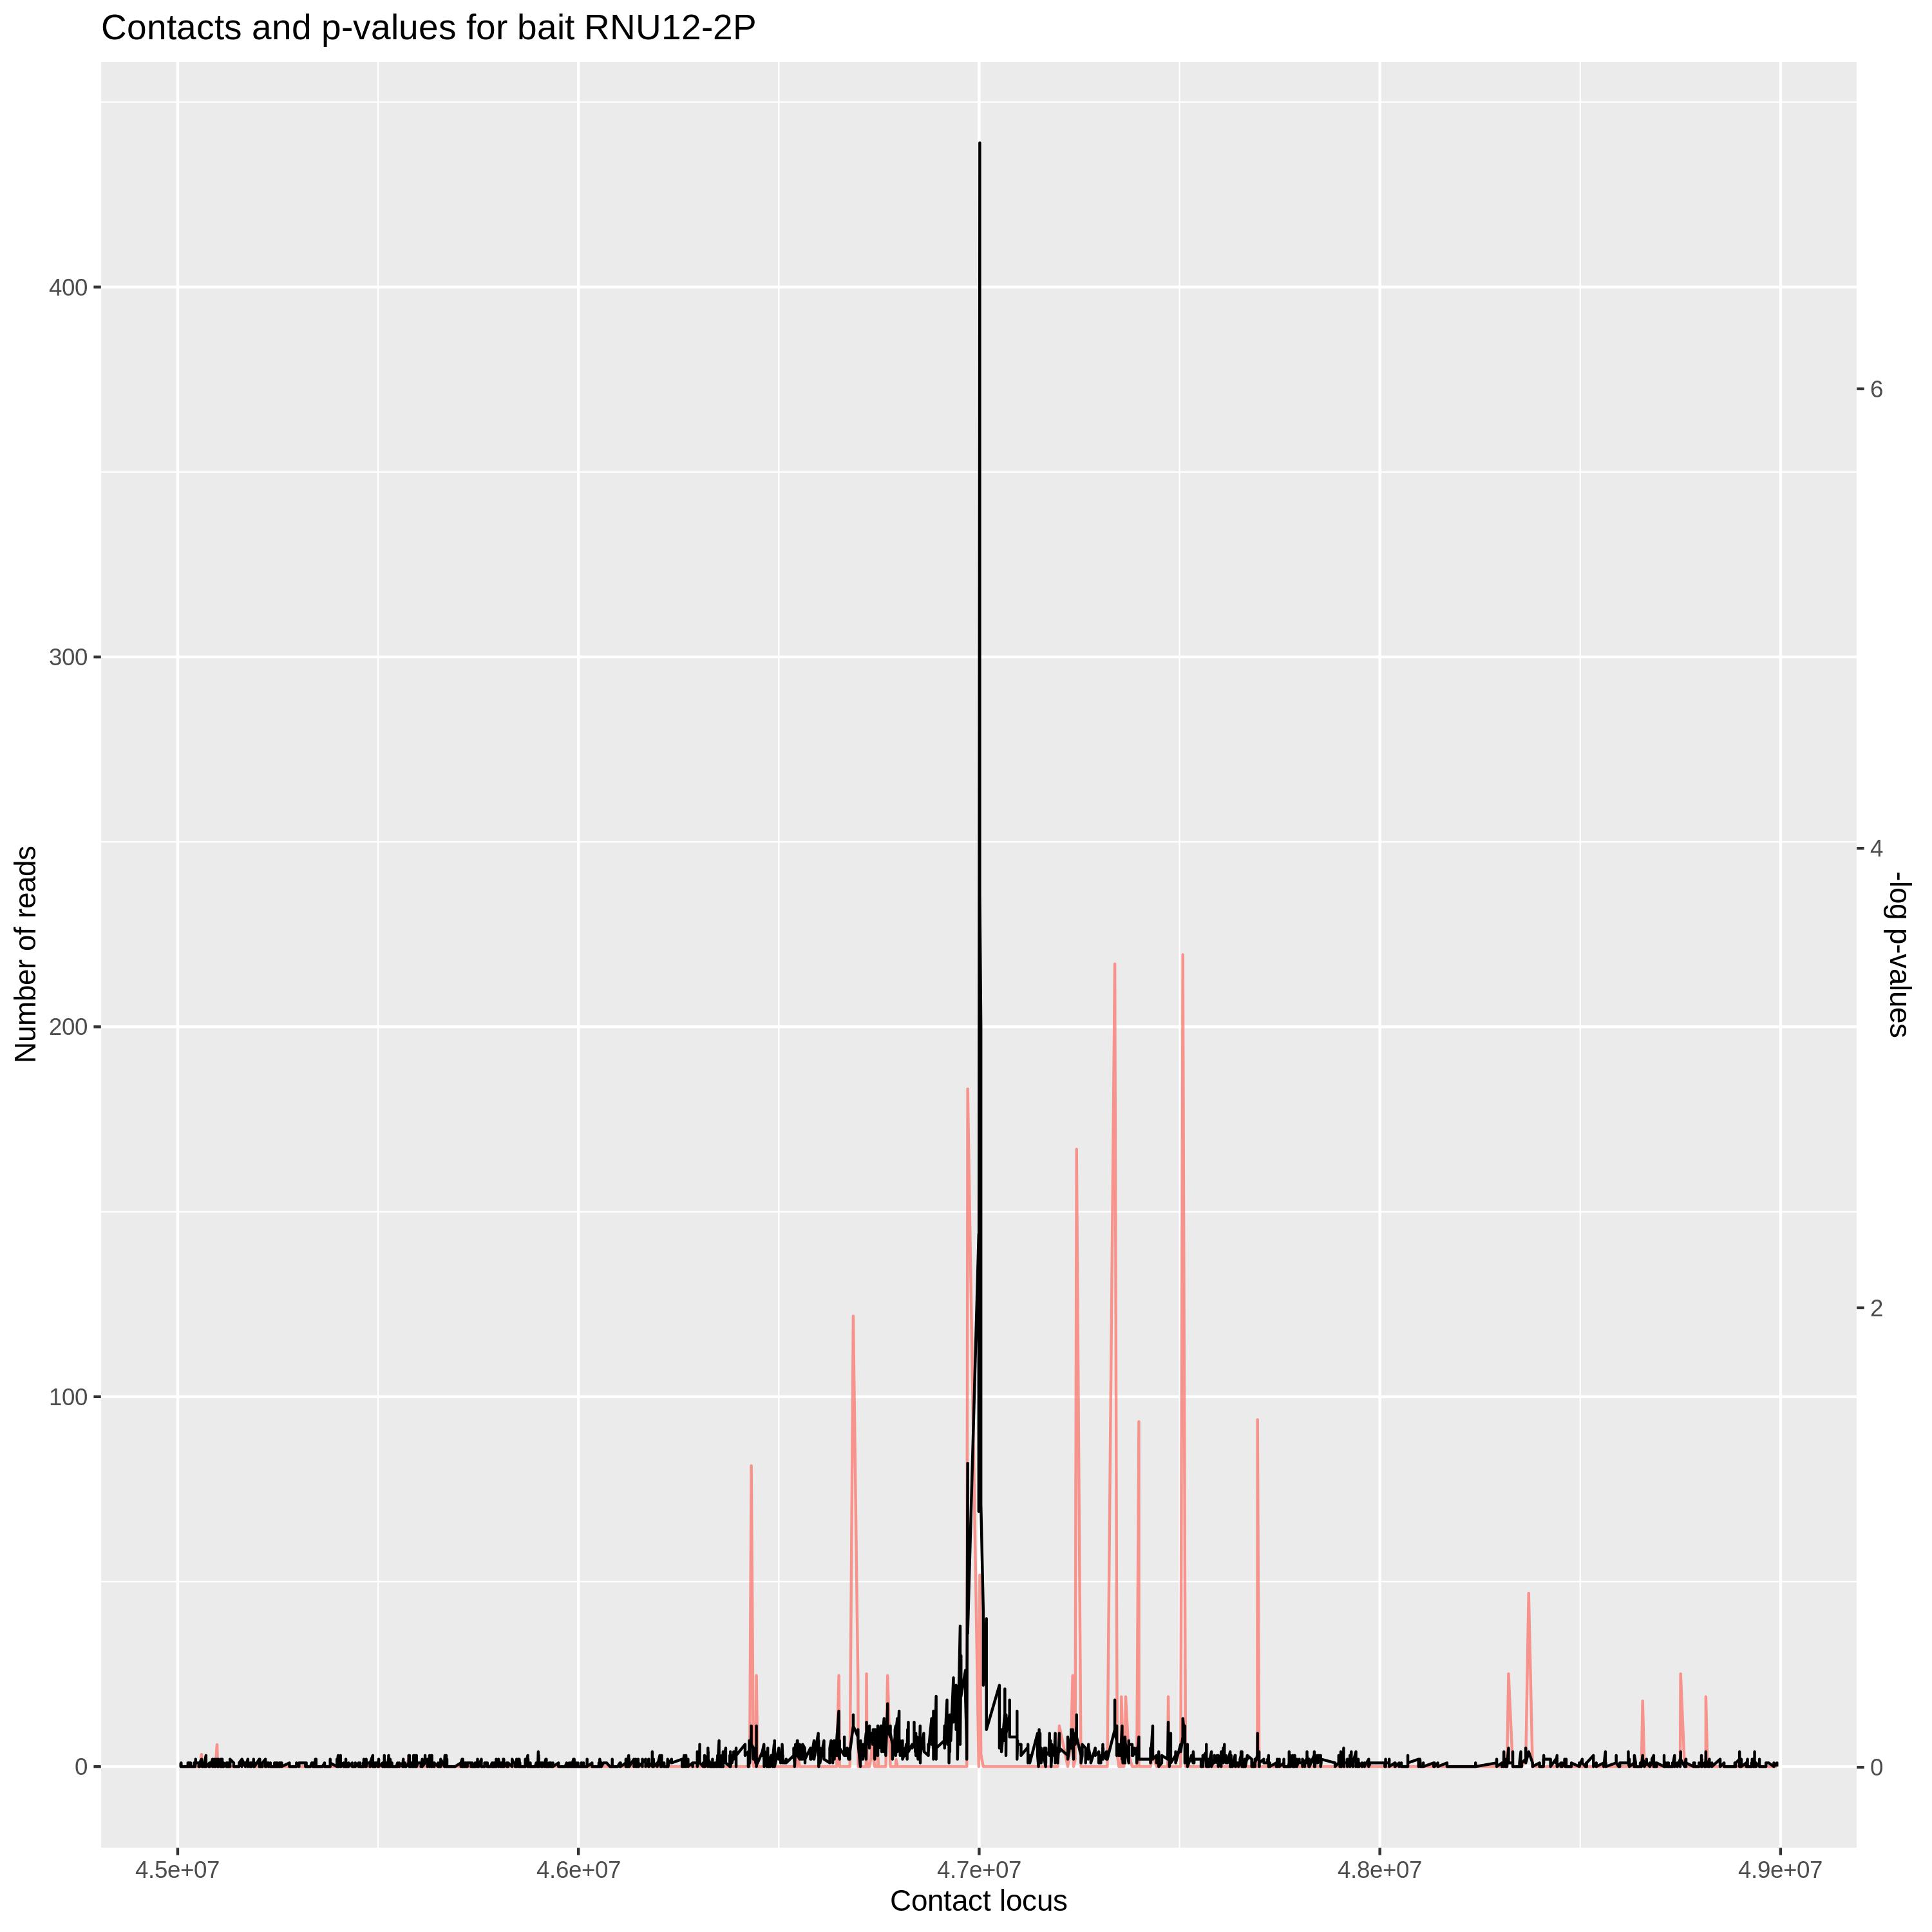 Contacts and p-values for bait RNU12-2P
400
300
200
100
0
Number of reads
6
4
2
0
-log p-values
4.5e+07 4.6e+07 4.7e+07 4.8e+07 4.9e+07
Contact locus